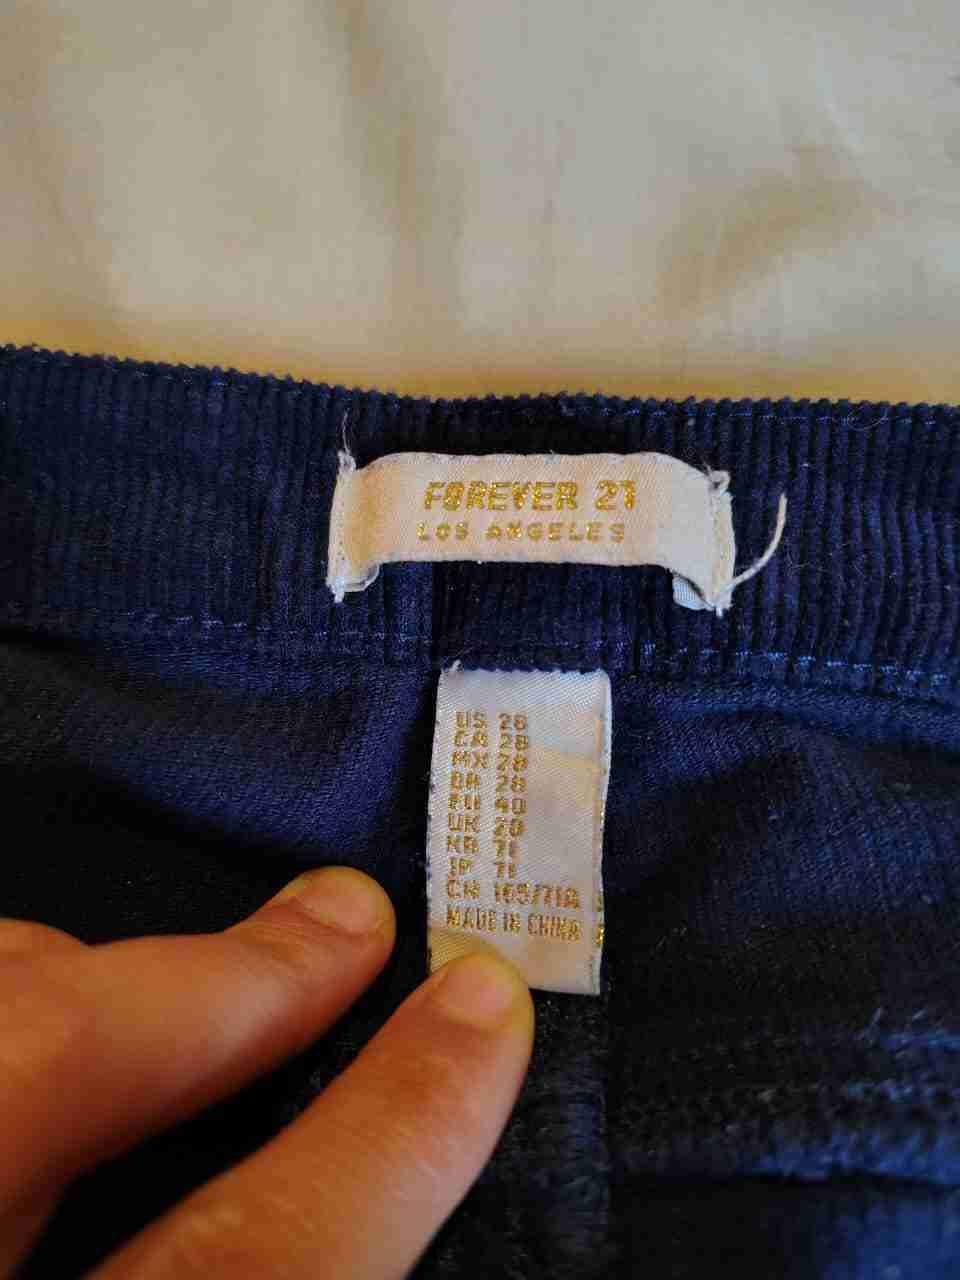 FOREVER 21
LOS ANGELES
US 28
CA 28
MX 28
BR 28
EU 40
UK 28
KR 71
JP 71
CN 165/71A
MADE IN CHINA